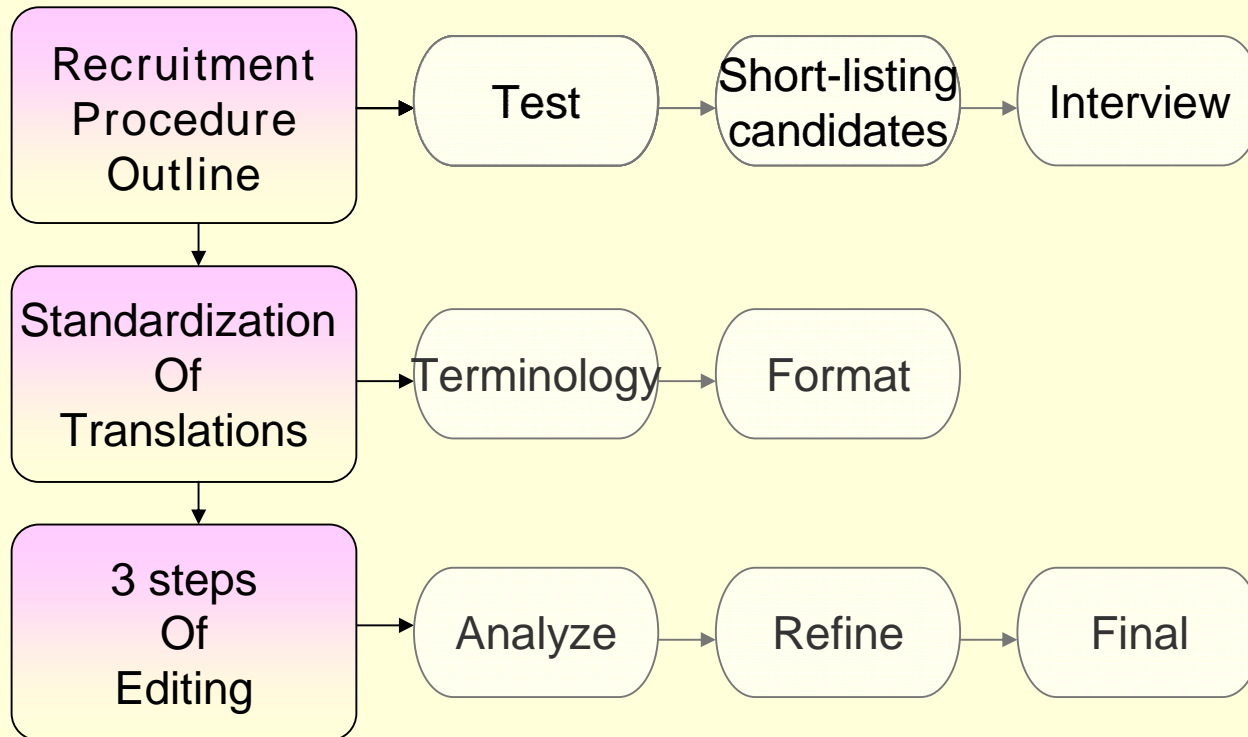 Recruitment
Procedure
Outline
Test
Short-listing
candidates
Interview
Standardization
Of
Translations
Terminology
Format
3 steps
Of
Editing
Analyze
Refine
Final